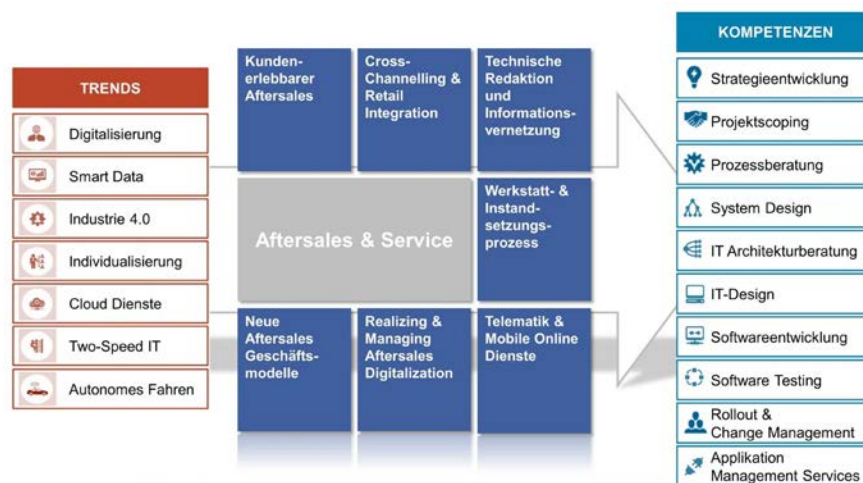 TRENDS
Digitalisierung
Smart Data
Industrie 4.0
Individualisierung
Cloud Dienste
Two-Speed IT
Autonomes Fahren
Kunden-
erlebbarer
Aftersales
Cross-
Channelling &
Retail
Integration
Technische
Redaktion
und
Informations-
vernetzung
Aftersales & Service
Werkstatt- &
Instand-
setzungs-
prozess
Neue
Aftersales
Geschäfts-
modelle
Realizing &
Managing
Aftersales
Digitalization
Telematik &
Mobile Online
Dienste
KOMPETENZEN
Strategieentwicklung
Projektscoping
Prozessberatung
System Design
IT Architekturberatung
IT-Design
Softwareentwicklung
Software Testing
Rollout &
Change Management
Applikation
Management Services